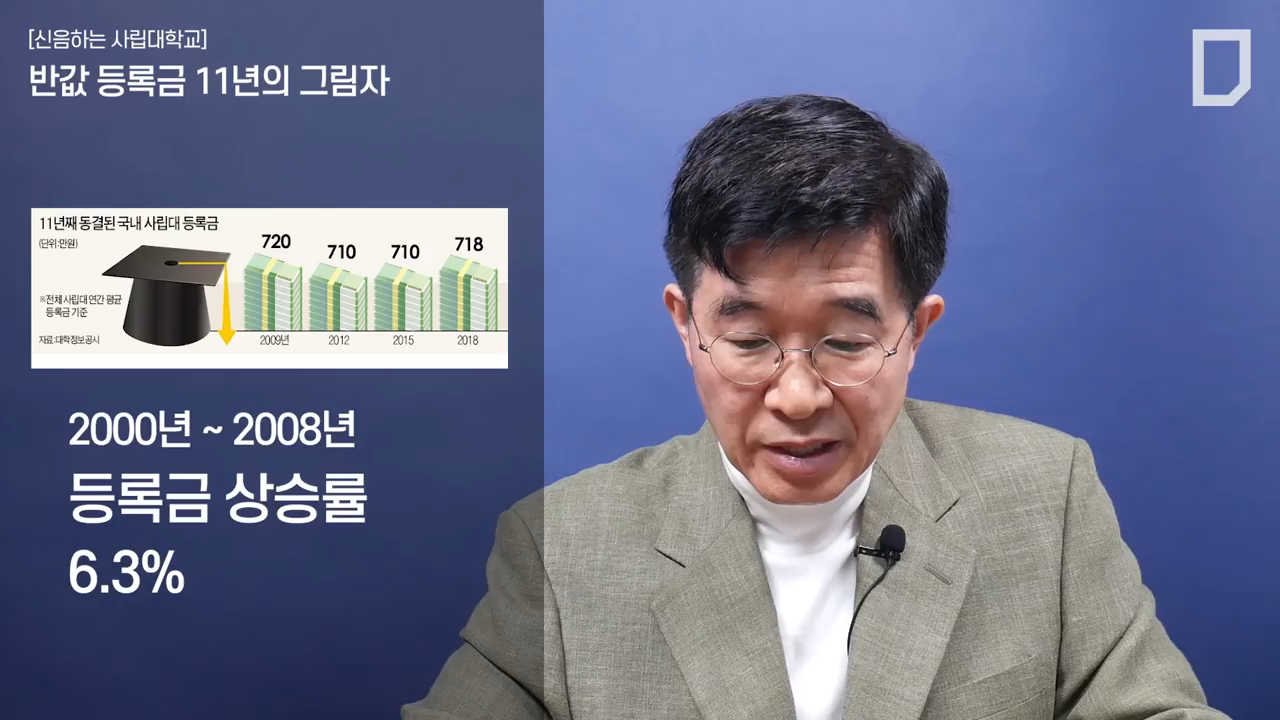 [신음하는 사립대학교]
반값 등록금 11년의 그림자
11년째 동결된 국내 사립대 등록금
(단위:만원)
720
710
710
718
※전체 사립대 연간 평균
등록금 기준
자료:대학정보공시
2009년
2012
2015
2018
2000년 ~ 2008년
등록금 상승률
6.3%